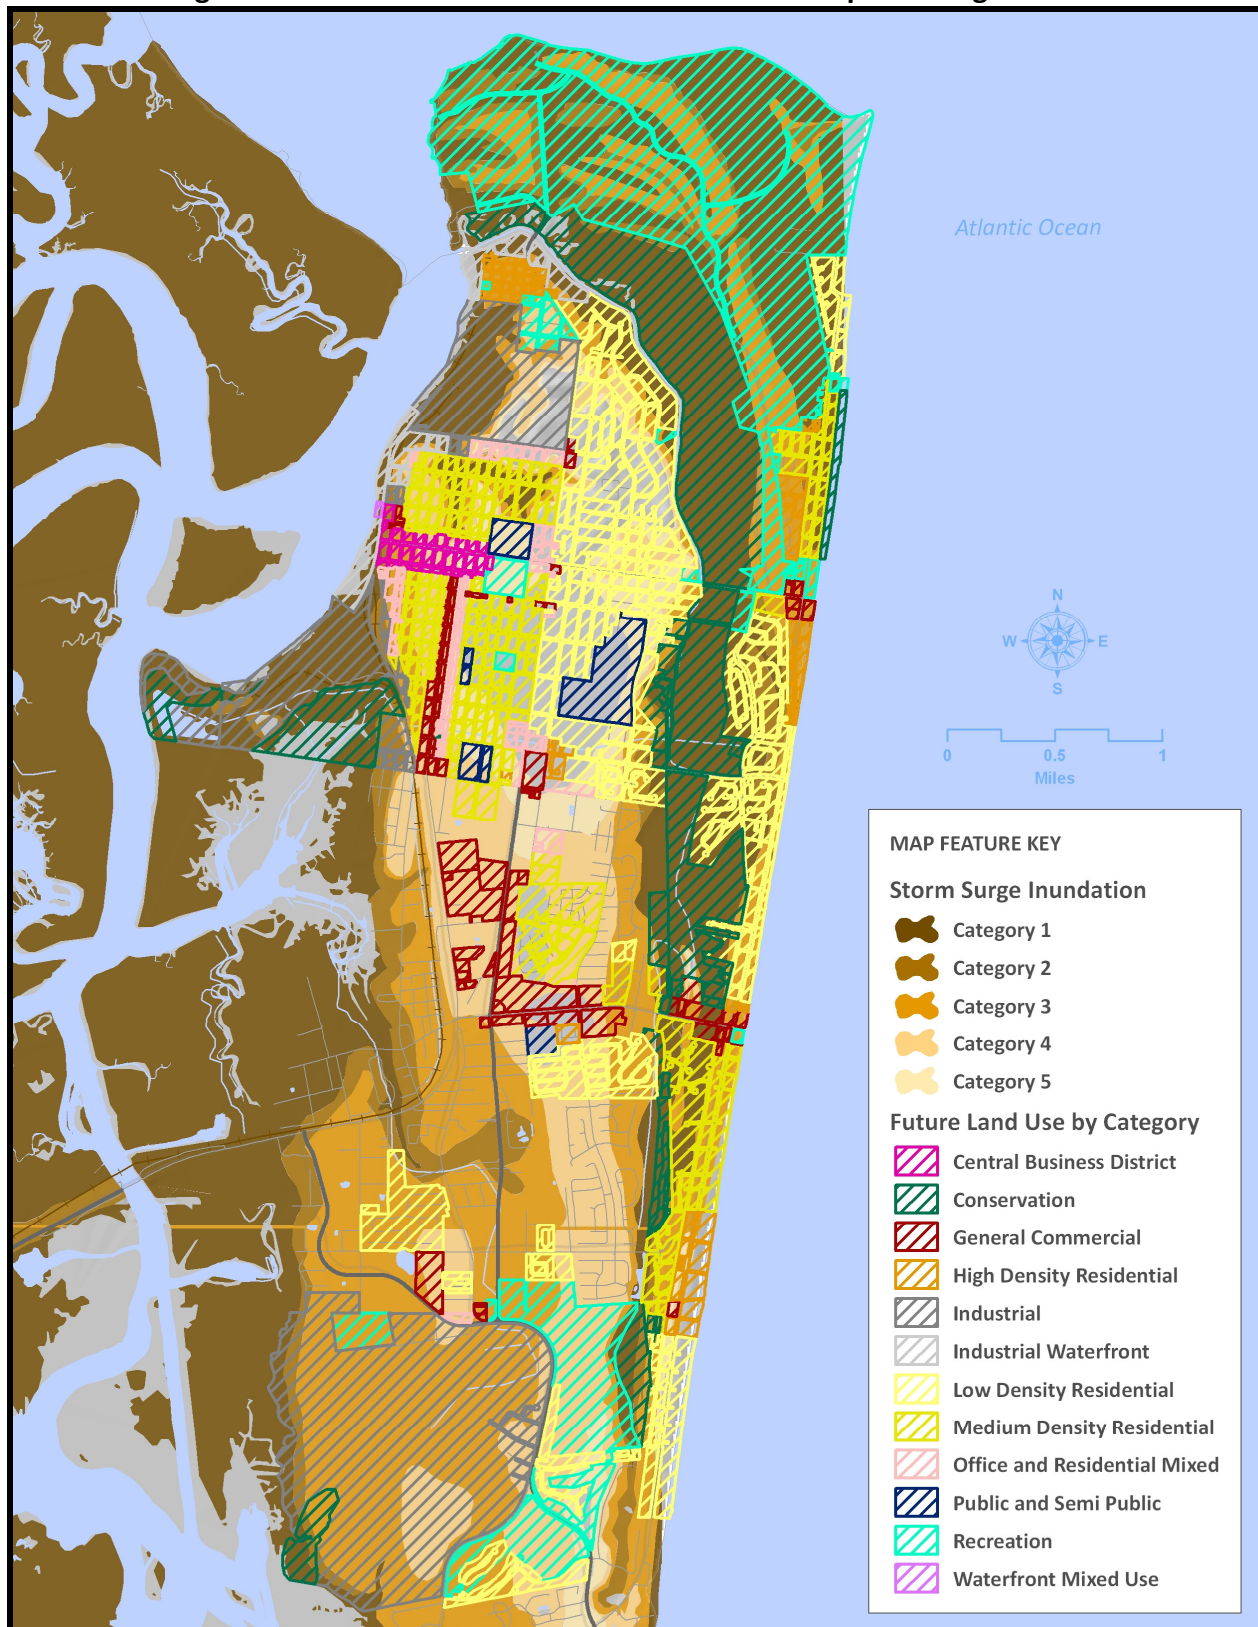 Atlantic Ocean
N
W
E
S
0
0.5
1
Miles
MAP FEATURE KEY
Storm Surge Inundation
Category 1
Category 2
Category 3
Category 4
Category 5
Future Land Use by Category
Central Business District
Conservation
General Commercial
High Density Residential
Industrial
Industrial Waterfront
Low Density Residential
Medium Density Residential
Office and Residential Mixed
Public and Semi Public
Recreation
Waterfront Mixed Use